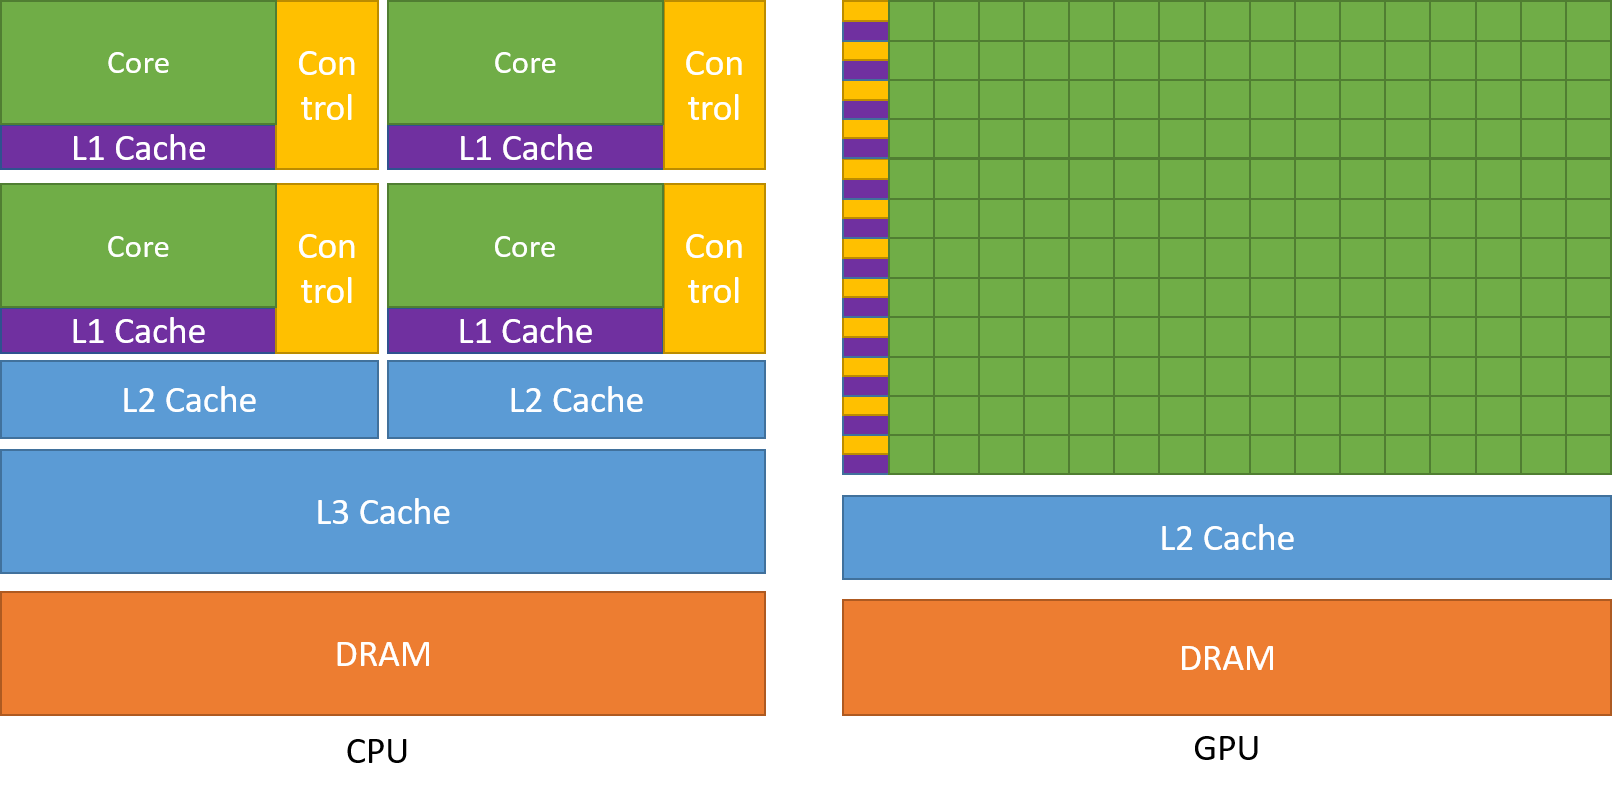 Core
Con
trol
L1 Cache
Core
Con
trol
L1 Cache
Core
Con
trol
L1 Cache
Core
Con
trol
L1 Cache
L2 Cache
L2 Cache
L3 Cache
DRAM
CPU
L2 Cache
DRAM
GPU